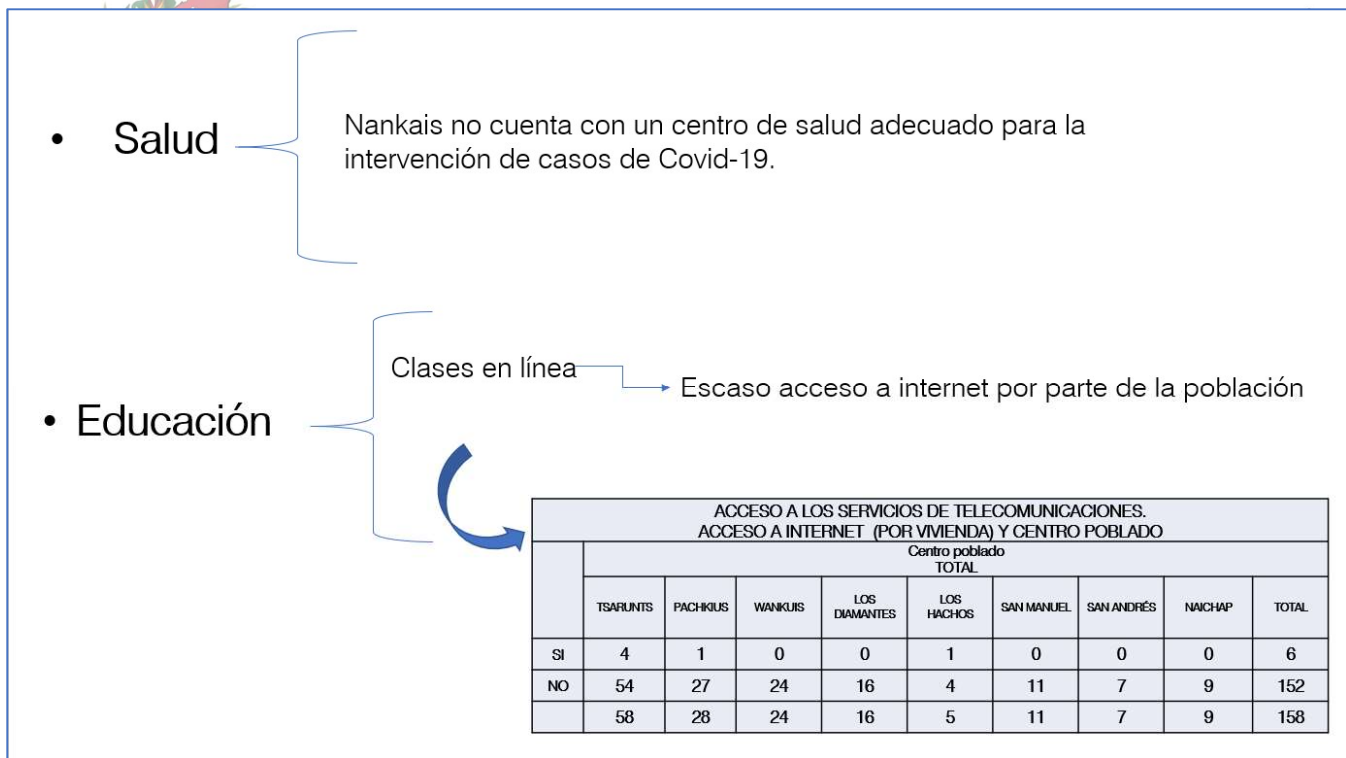 • Salud
Nankais no cuenta con un centro de salud adecuado para la
intervención de casos de Covid-19.
• Educación
Clases en línea
Escaso acceso a internet por parte de la población
ACCESO A LOS SERVICIOS DE TELECOMUNICACIONES.
ACCESO A INTERNET (POR VIVIENDA) Y CENTRO POBLADO
Centro poblado
TOTAL
TSARUNTS PACHKIUS WANKUIS LOS DIAMANTES LOS HACHOS SAN MANUEL SAN ANDRÉS NAICHAP TOTAL
SI 4 1 0 0 1 0 0 0 6
NO 54 27 24 16 4 11 7 9 152
58 28 24 16 5 11 7 9 158